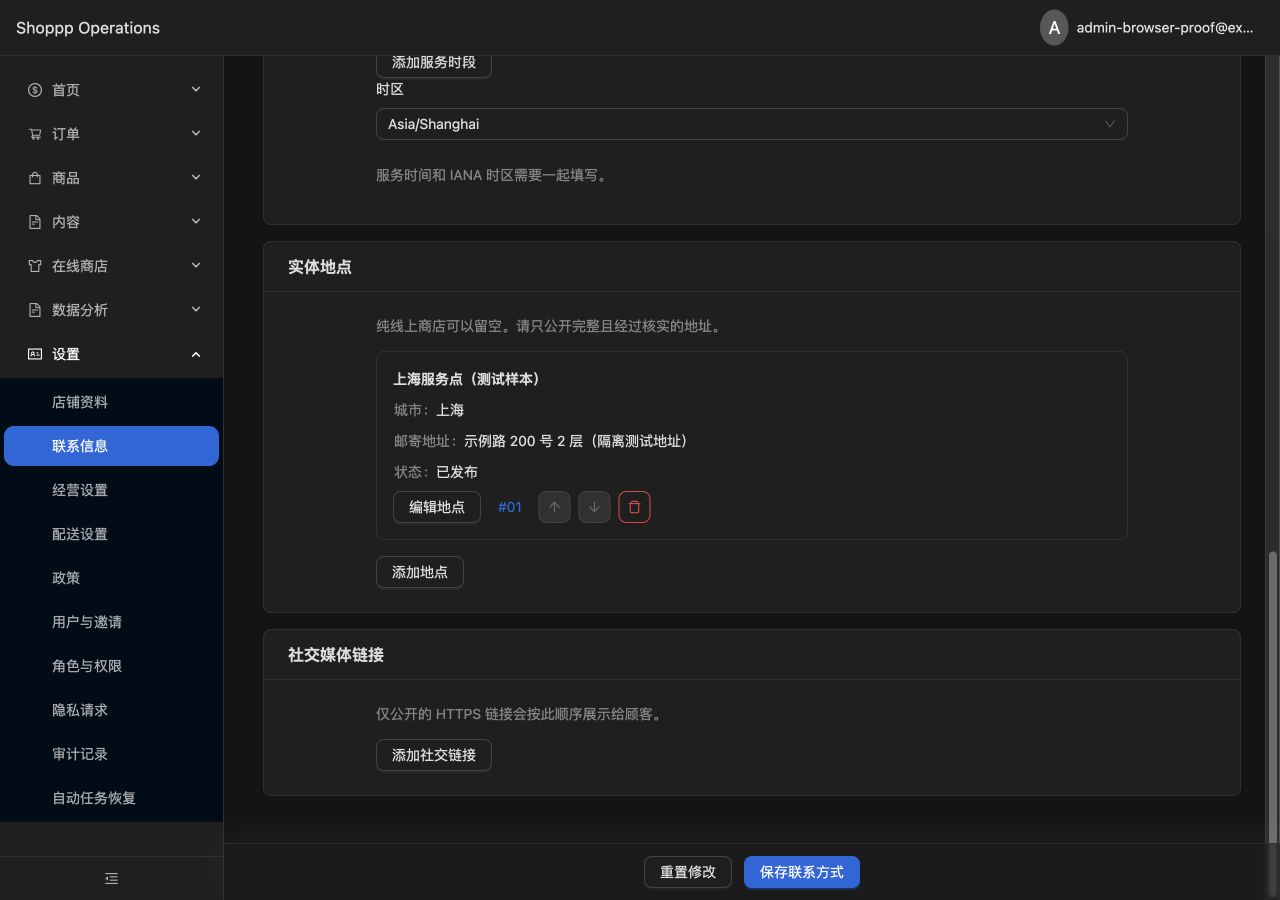 Shoppp Operations
A
admin-browser-proof@ex...
首页
订单
商品
内容
在线商店
数据分析
设置
店铺资料
联系信息
经营设置
配送设置
政策
用户与邀请
角色与权限
隐私请求
审计记录
自动任务恢复
添加服务时段
时区
Asia/Shanghai
服务时间和 IANA 时区需要一起填写。
实体地点
纯线上商店可以留空。请只公开完整且经过核实的地址。
上海服务点（测试样本）
城市：上海
邮寄地址：示例路 200 号 2 层（隔离测试地址）
状态：已发布
编辑地点 #01
添加地点
社交媒体链接
仅公开的 HTTPS 链接会按此顺序展示给顾客。
添加社交链接
重置修改 保存联系方式